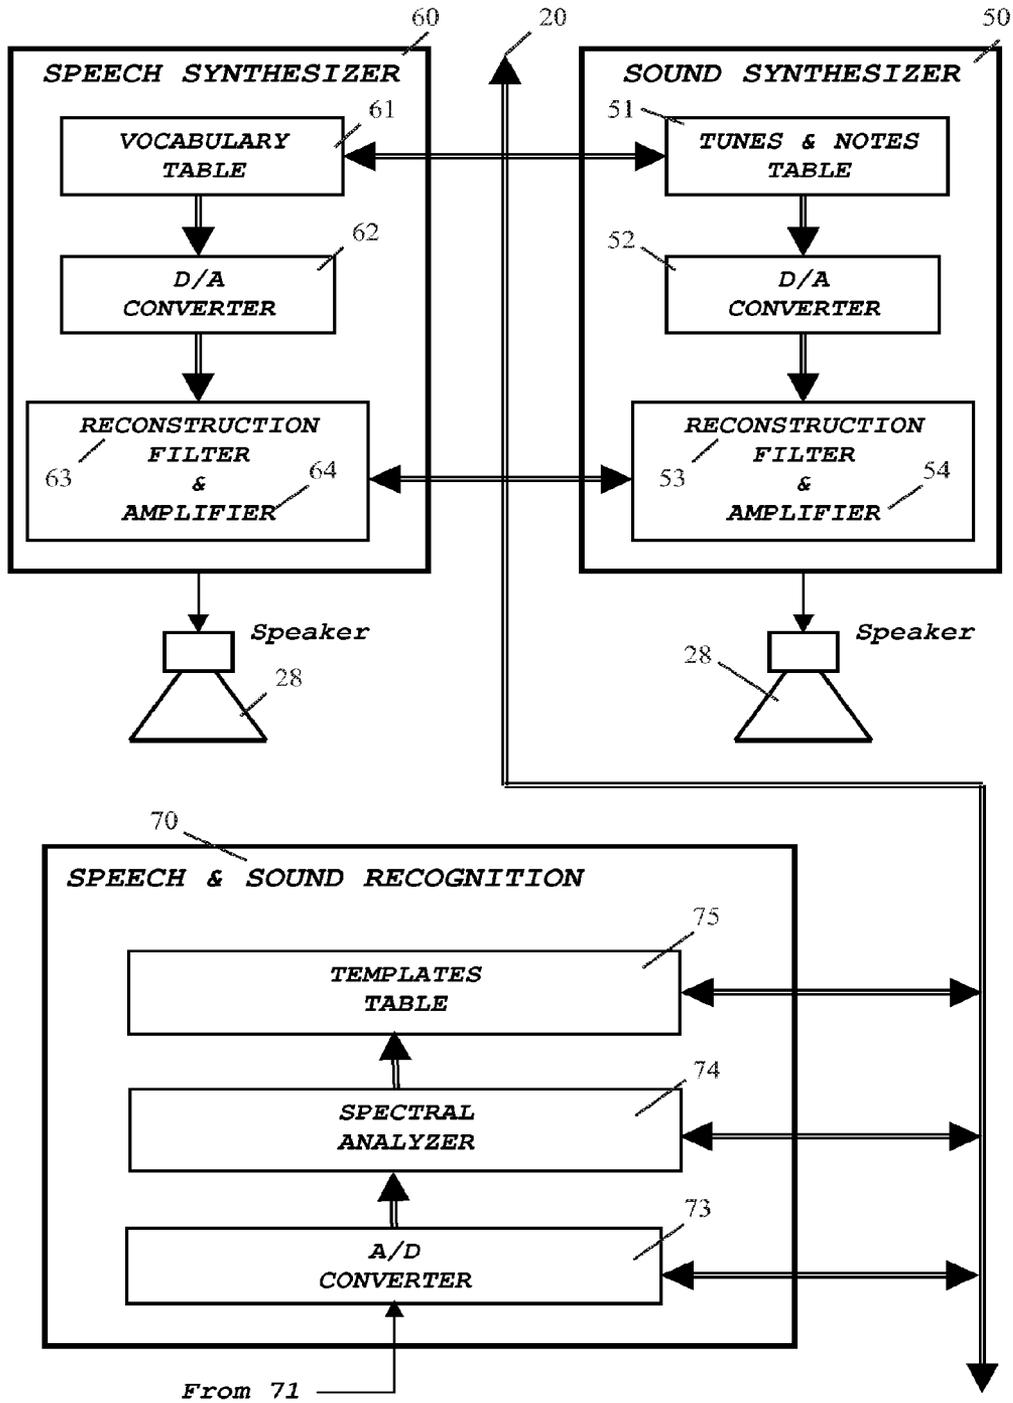 60
20
50
SPEECH SYNTHESIZER
SOUND SYNTHESIZER
61
51
VOCABULARY
TABLE
TUNES & NOTES
TABLE
62
52
D/A
CONVERTER
D/A
CONVERTER
RECONSTRUCTION
FILTER
&
AMPLIFIER
63
64
RECONSTRUCTION
FILTER
&
AMPLIFIER
53
54
Speaker
28
Speaker
28
70
SPEECH & SOUND RECOGNITION
75
TEMPLATES
TABLE
74
SPECTRAL
ANALYZER
73
A/D
CONVERTER
From 71